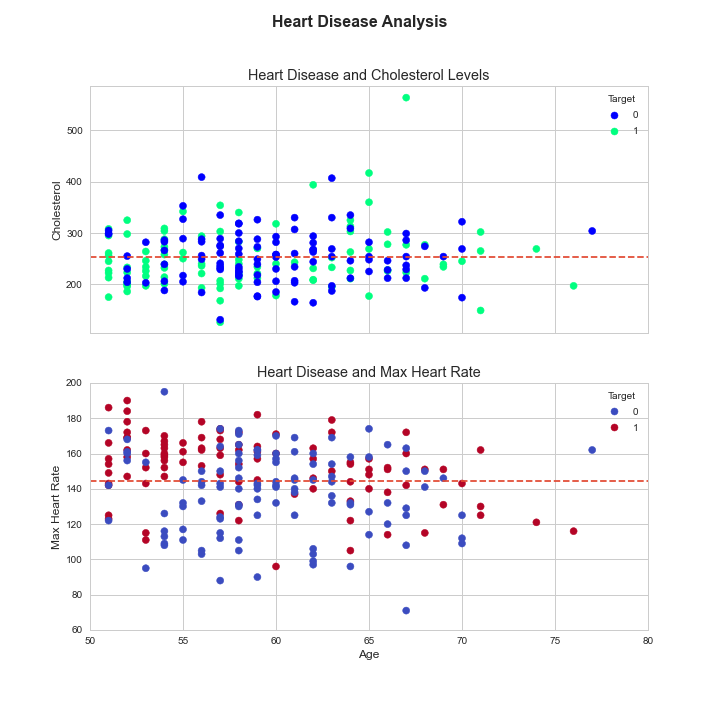 Heart Disease Analysis
Heart Disease and Cholesterol Levels
Target
0
1
500
400
300
200
Cholesterol
Heart Disease and Max Heart Rate
Target
0
1
200
180
160
140
120
100
80
60
Max Heart Rate
50 55 60 65 70 75 80
Age